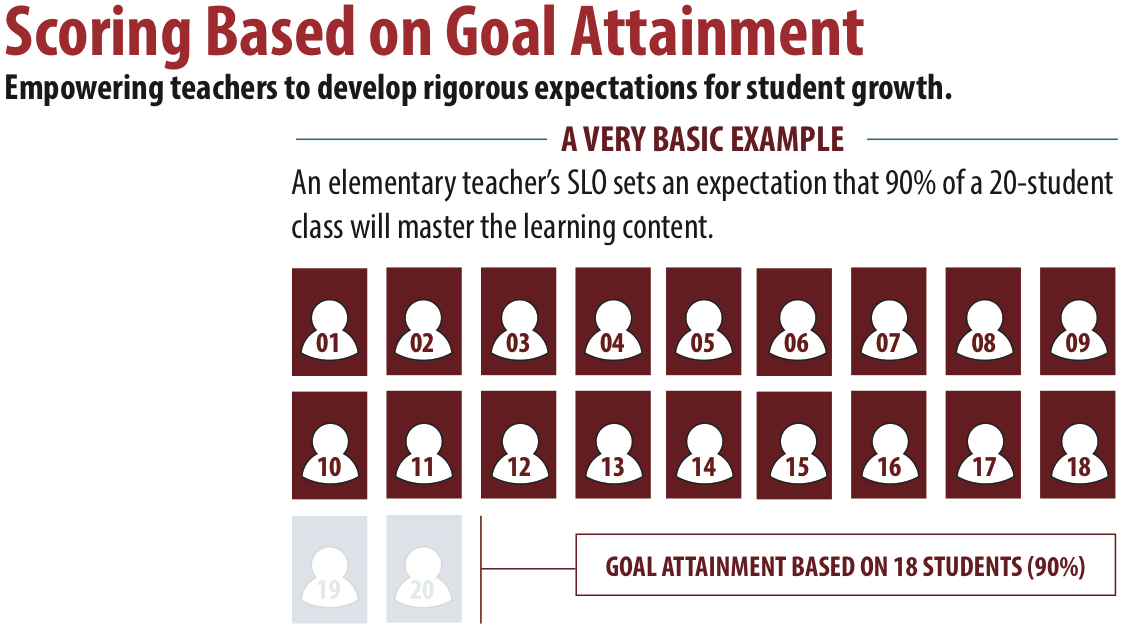 Scoring Based on Goal Attainment
Empowering teachers to develop rigorous expectations for student growth.
A VERY BASIC EXAMPLE
An elementary teacher’s SLO sets an expectation that 90% of a 20-student
class will master the learning content.
01 02 03 04 05 06 07 08 09
10 11 12 13 14 15 16 17 18
19 20
GOAL ATTAINMENT BASED ON 18 STUDENTS (90%)